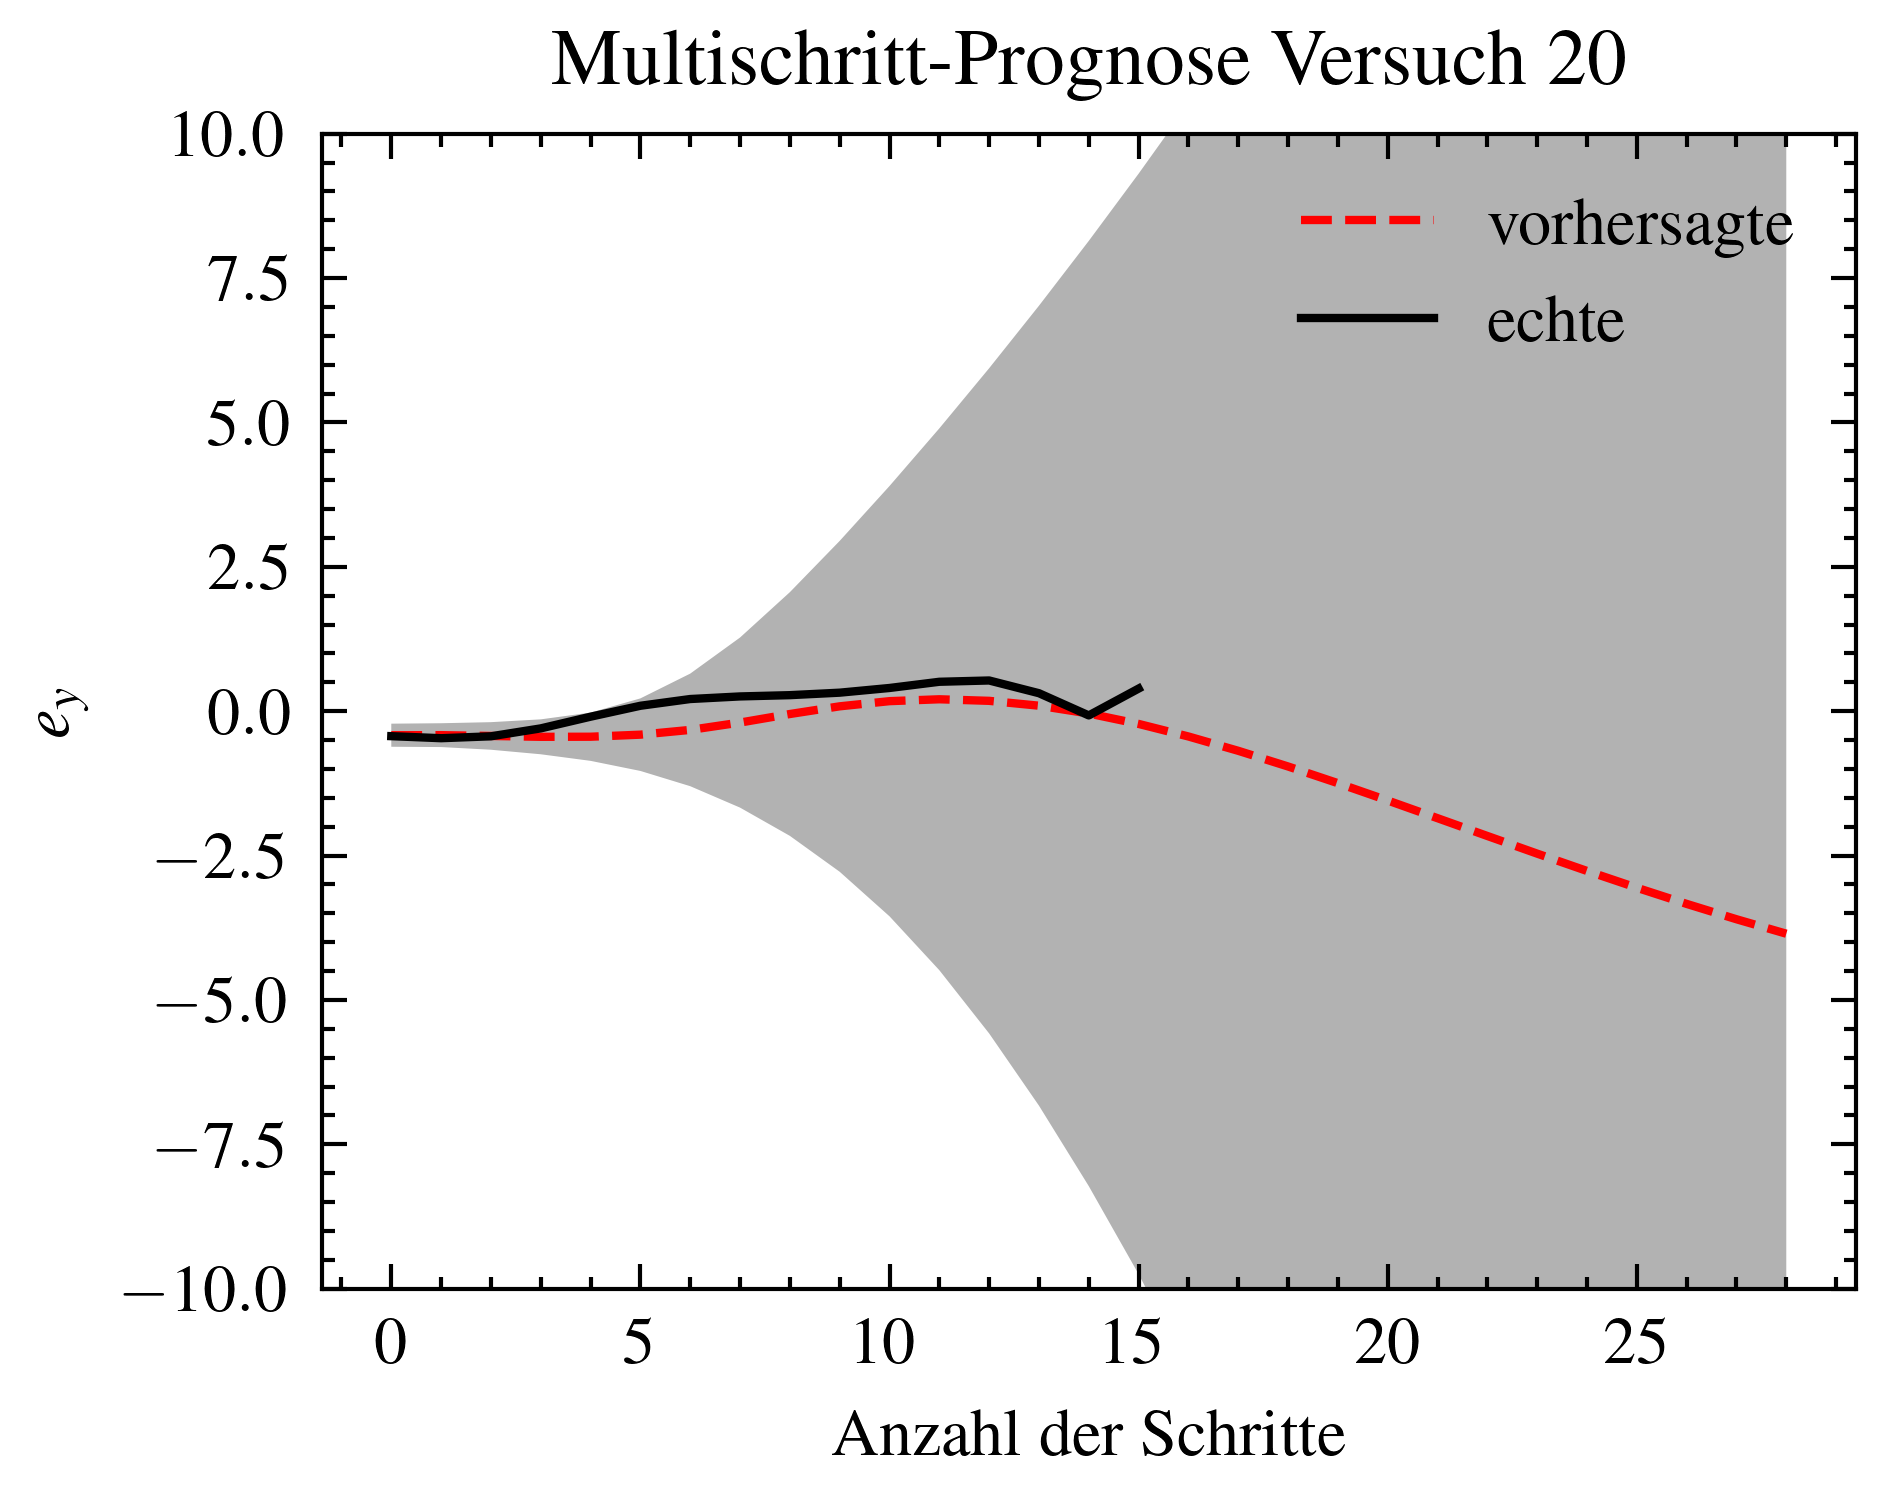 Multischritt-Prognose Versuch 20
10.0
7.5
5.0
2.5
0.0
−2.5
−5.0
−7.5
−10.0
e_y
vorhersagte
echte
0 5 10 15 20 25
Anzahl der Schritte